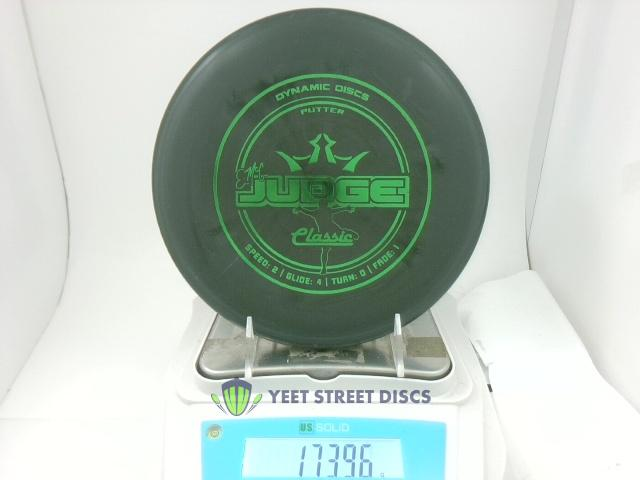 DYNAMIC DISCS
PUTTER
EMAC
JUDGE
Classic
SPEED: 2 | GLIDE: 4 | TURN: 0 | FADE: 1
YEET STREET DISCS
US SOLID
173.96 g